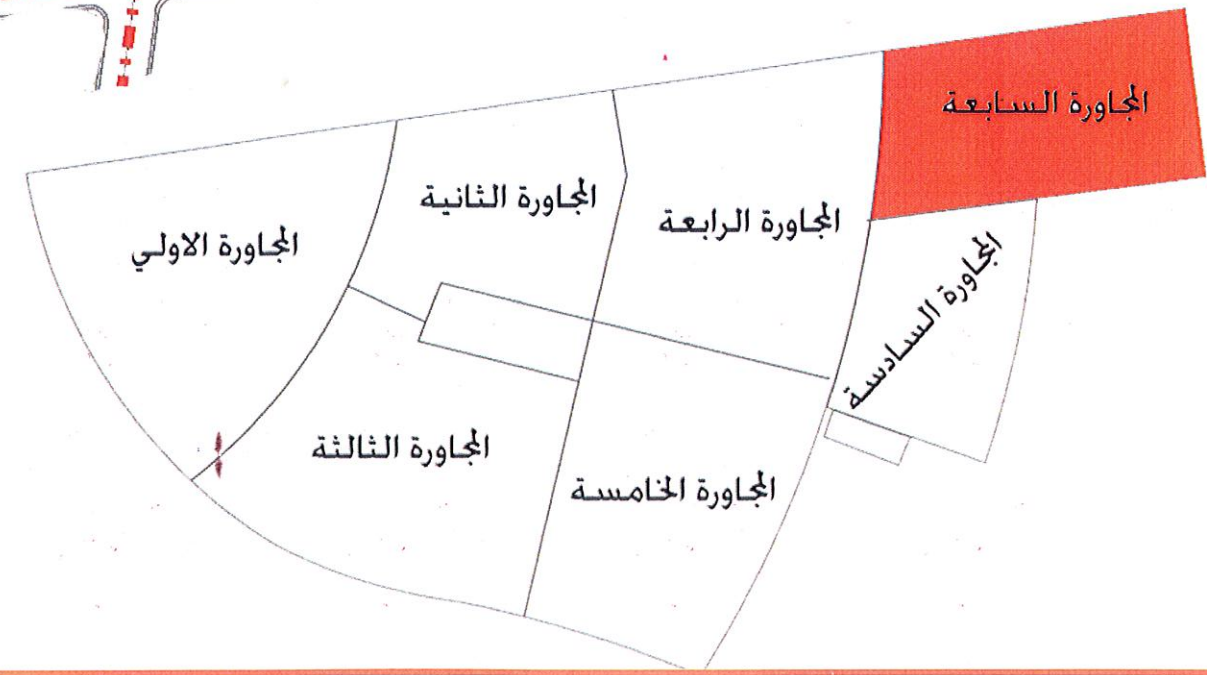 المجاورة السابعة
المجاورة الرابعة
المجاورة الثانية
المجاورة الاولي
المجاورة السادسة
المجاورة الثالثة
المجاورة الخامسة